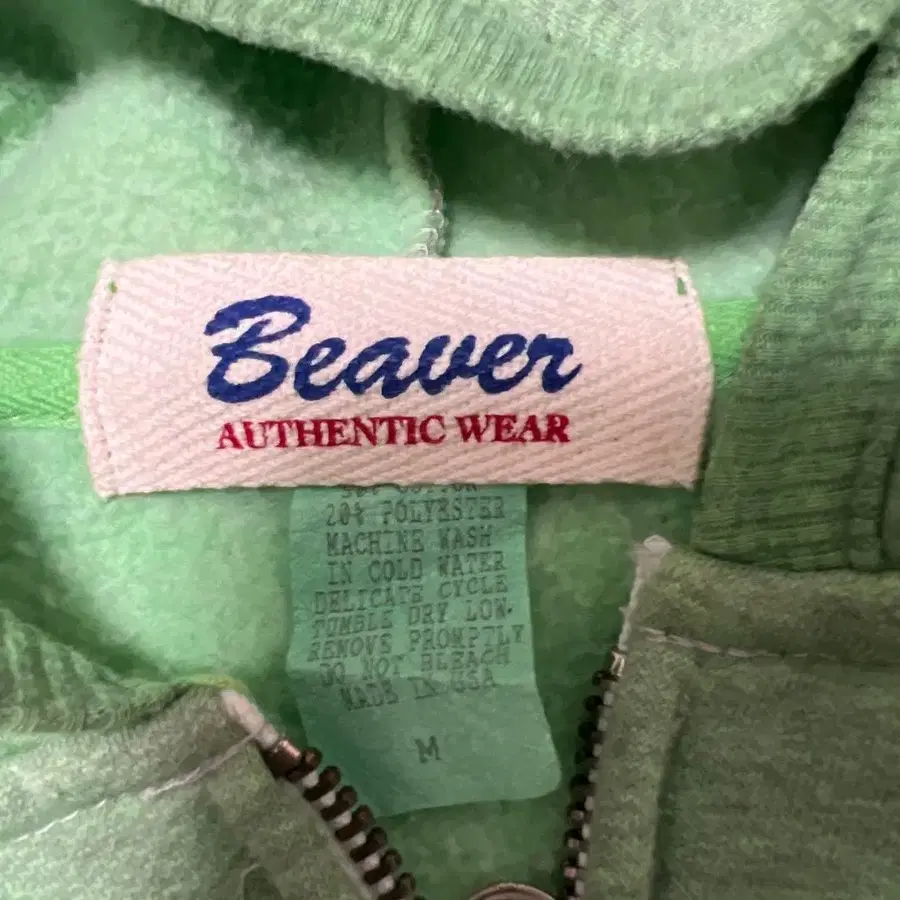 Beaver
AUTHENTIC WEAR
COTTON
20% POLYESTER
MACHINE WASH
IN COLD WATER
DELICATE CYCLE
TUMBLE DRY LOW.
REMOVE PROMPTLY
DO NOT BLEACH
MADE IN USA
M